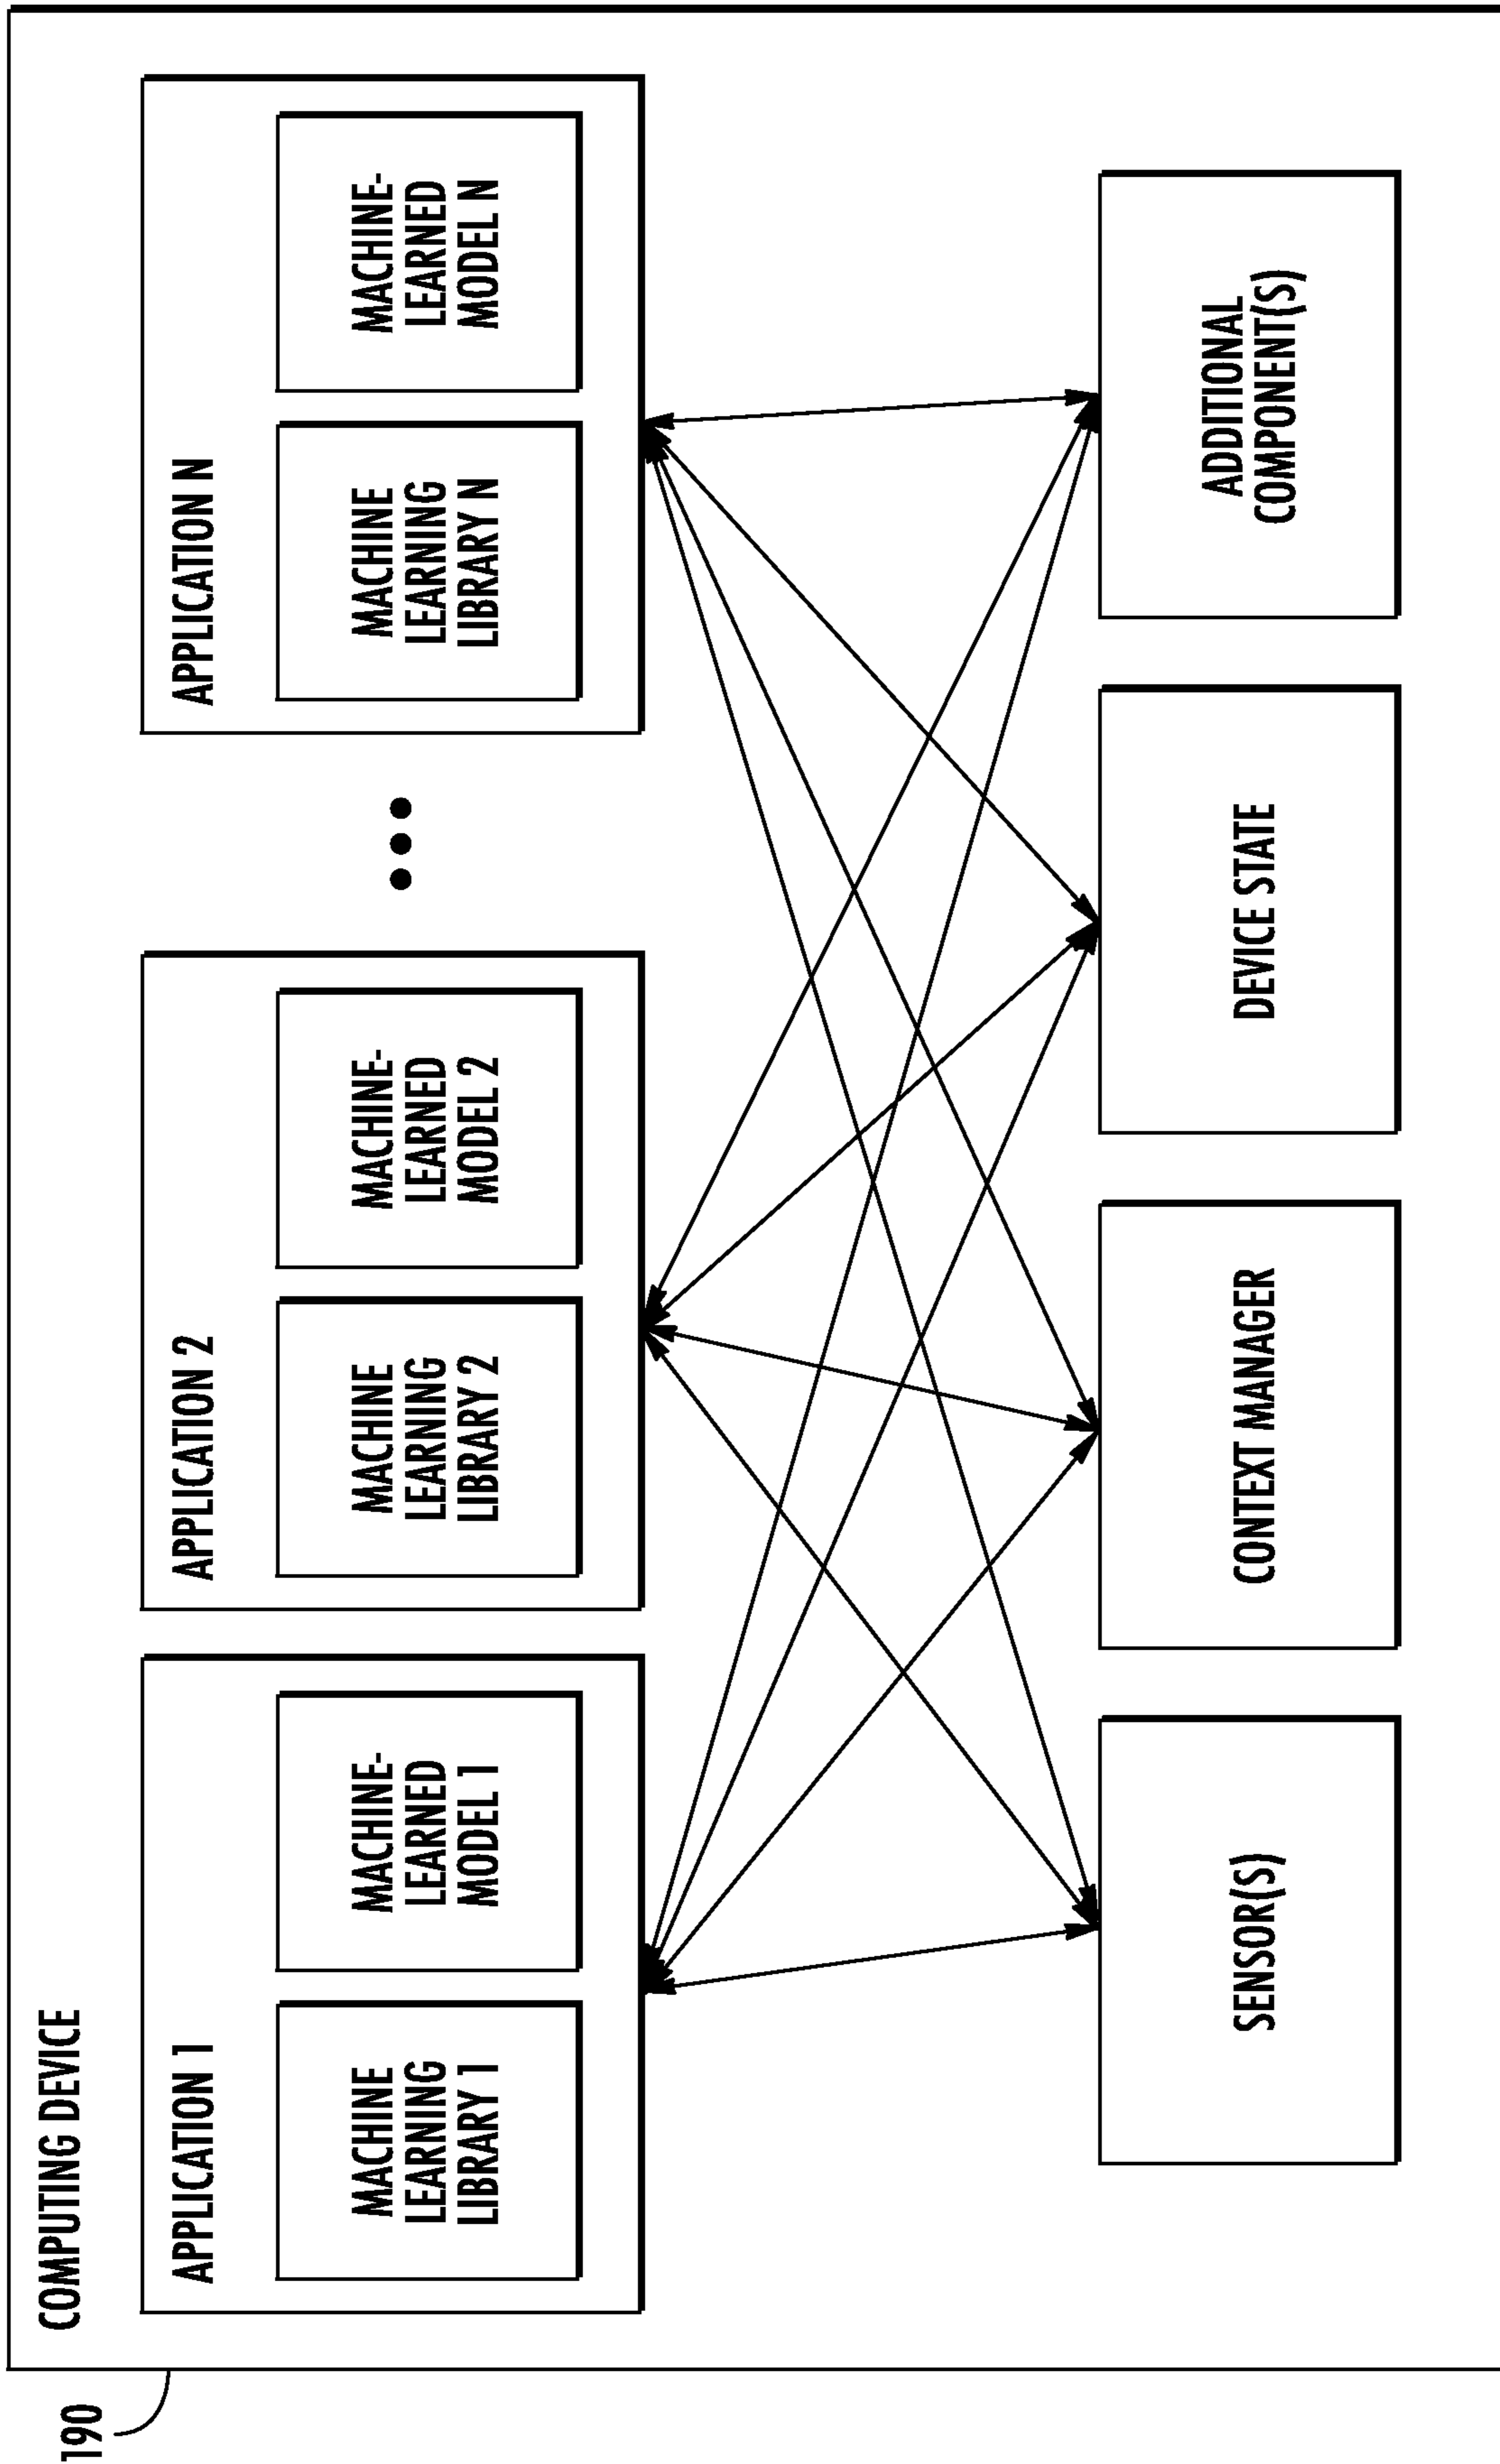 190
COMPUTING DEVICE
APPLICATION 1
MACHINE
LEARNING
LIBRARY 1
MACHINE-
LEARNED
MODEL 1
APPLICATION 2
MACHINE
LEARNING
LIBRARY 2
MACHINE-
LEARNED
MODEL 2
APPLICATION N
MACHINE
LEARNING
LIBRARY N
MACHINE-
LEARNED
MODEL N
SENSOR(S)
CONTEXT MANAGER
DEVICE STATE
ADDITIONAL
COMPONENT(S)